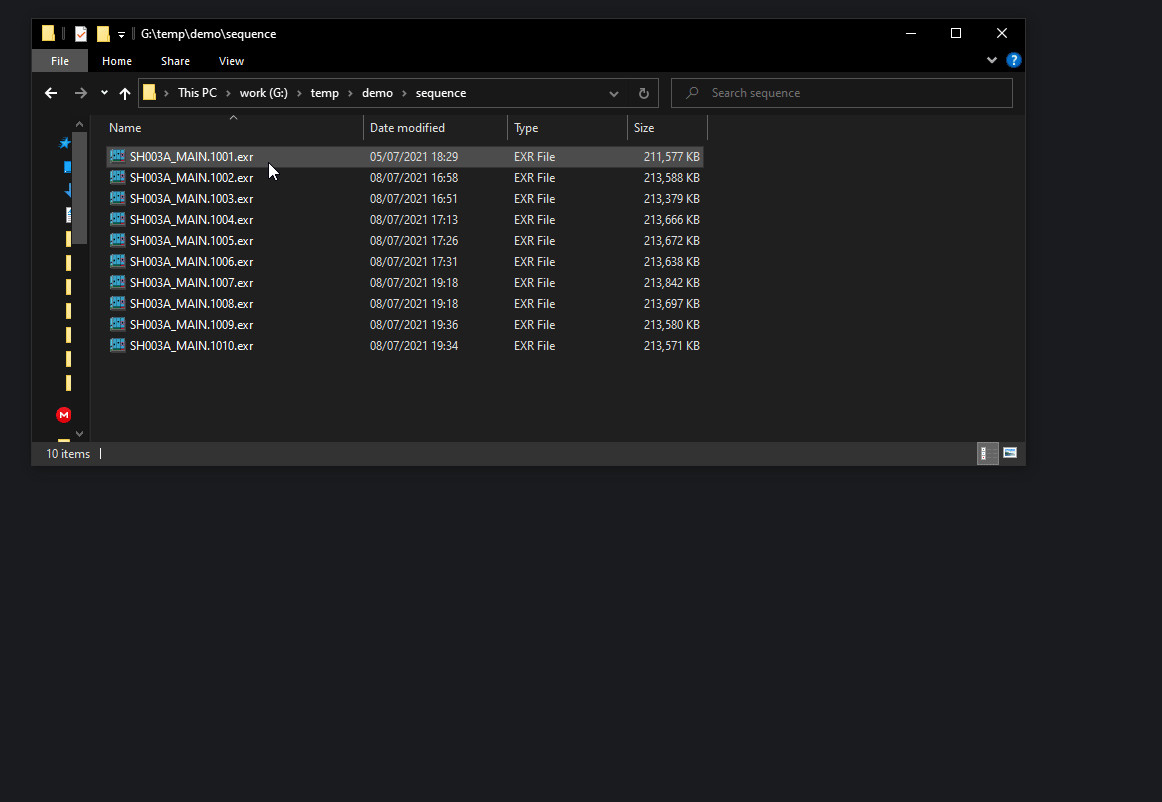 G:\temp\demo\sequence
File Home Share View ?
This PC > work (G:) > temp > demo > sequence Search sequence
Name Date modified Type Size
SH003A_MAIN.1001.exr 05/07/2021 18:29 EXR File 211,577 KB
SH003A_MAIN.1002.exr 08/07/2021 16:58 EXR File 213,588 KB
SH003A_MAIN.1003.exr 08/07/2021 16:51 EXR File 213,379 KB
SH003A_MAIN.1004.exr 08/07/2021 17:13 EXR File 213,666 KB
SH003A_MAIN.1005.exr 08/07/2021 17:26 EXR File 213,672 KB
SH003A_MAIN.1006.exr 08/07/2021 17:31 EXR File 213,638 KB
SH003A_MAIN.1007.exr 08/07/2021 19:18 EXR File 213,842 KB
SH003A_MAIN.1008.exr 08/07/2021 19:18 EXR File 213,697 KB
SH003A_MAIN.1009.exr 08/07/2021 19:36 EXR File 213,580 KB
SH003A_MAIN.1010.exr 08/07/2021 19:34 EXR File 213,571 KB
M
10 items